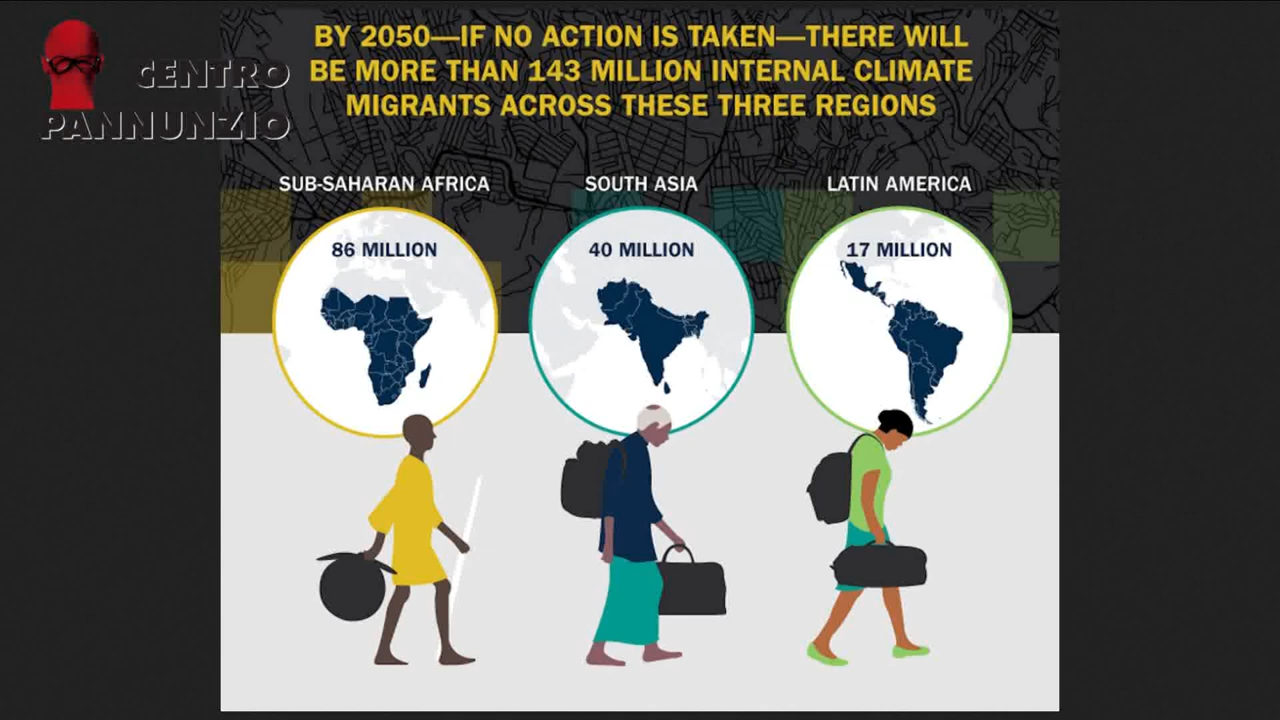 CENTRO
PANNUNZIO
BY 2050—IF NO ACTION IS TAKEN—THERE WILL
BE MORE THAN 143 MILLION INTERNAL CLIMATE
MIGRANTS ACROSS THESE THREE REGIONS
SUB-SAHARAN AFRICA
86 MILLION
SOUTH ASIA
40 MILLION
LATIN AMERICA
17 MILLION